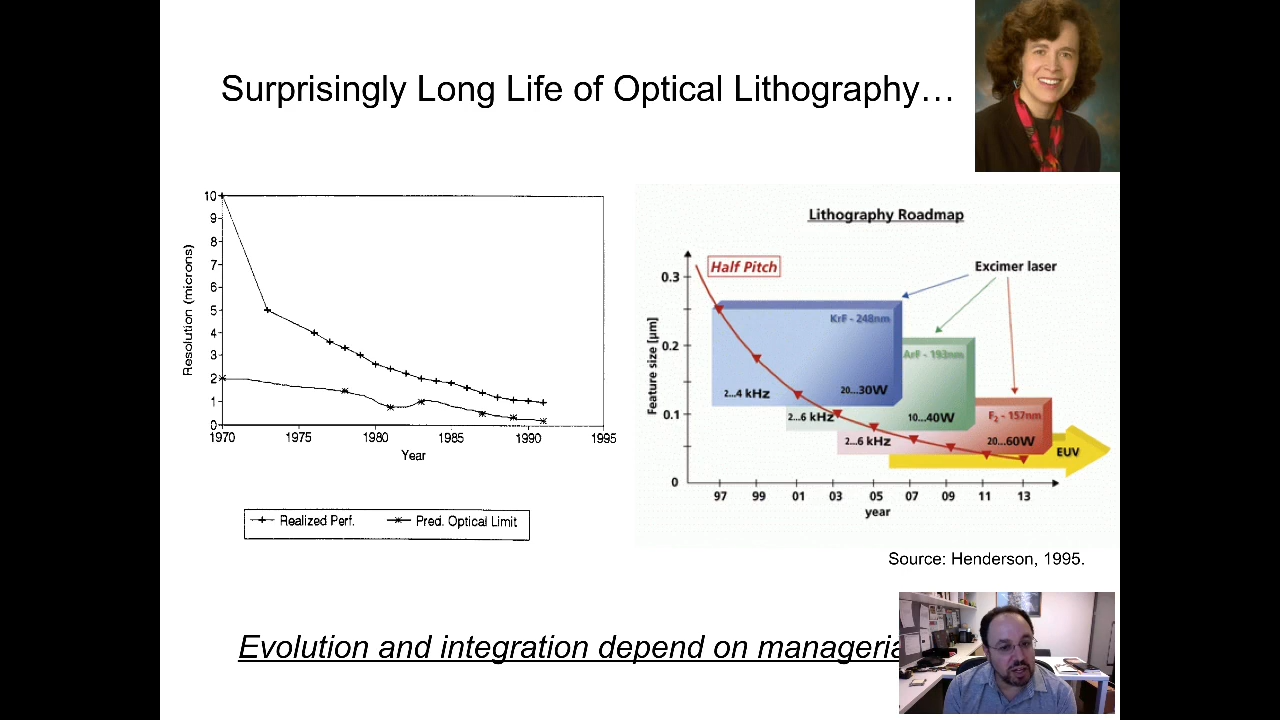 Surprisingly Long Life of Optical Lithography…
10
9
8
7
6
5
4
3
2
1
0
Resolution (microns)
1970 1975 1980 1985 1990 1995
Year
Realized Perf. Pred. Optical Limit
Lithography Roadmap
Half Pitch
Excimer laser
0.3
0.2
0.1
0
Feature size [µm]
KrF - 248nm
2...4 kHz 20...30W
ArF - 193nm
2...6 kHz 10...40W
F2 - 157nm
2...6 kHz 20...60W
EUV
97 99 01 03 05 07 09 11 13
year
Source: Henderson, 1995.
Evolution and integration depend on manageria